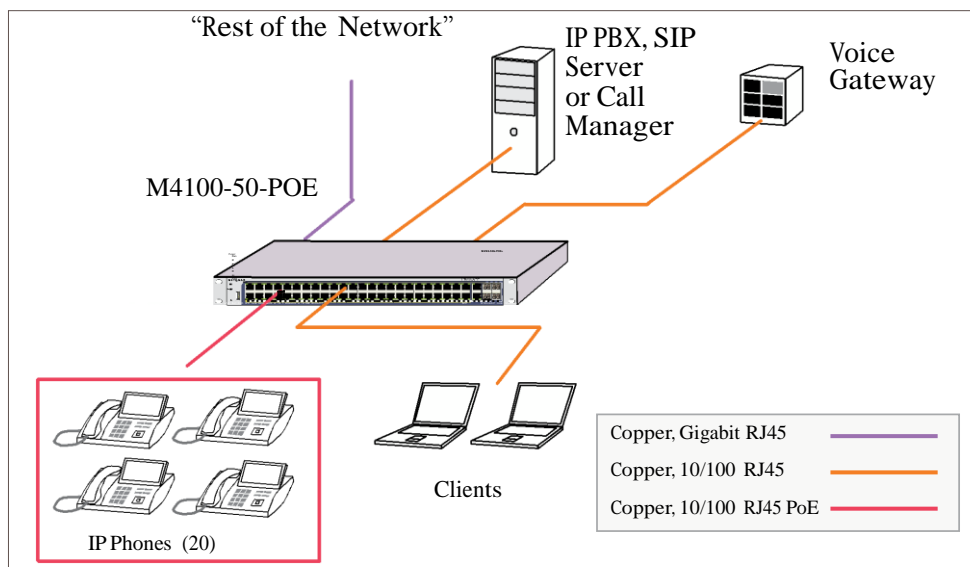 “Rest of the Network”
IP PBX, SIP
Server
or Call
Manager
Voice
Gateway
M4100-50-POE
IP Phones (20)
Clients
Copper, Gigabit RJ45
Copper, 10/100 RJ45
Copper, 10/100 RJ45 PoE